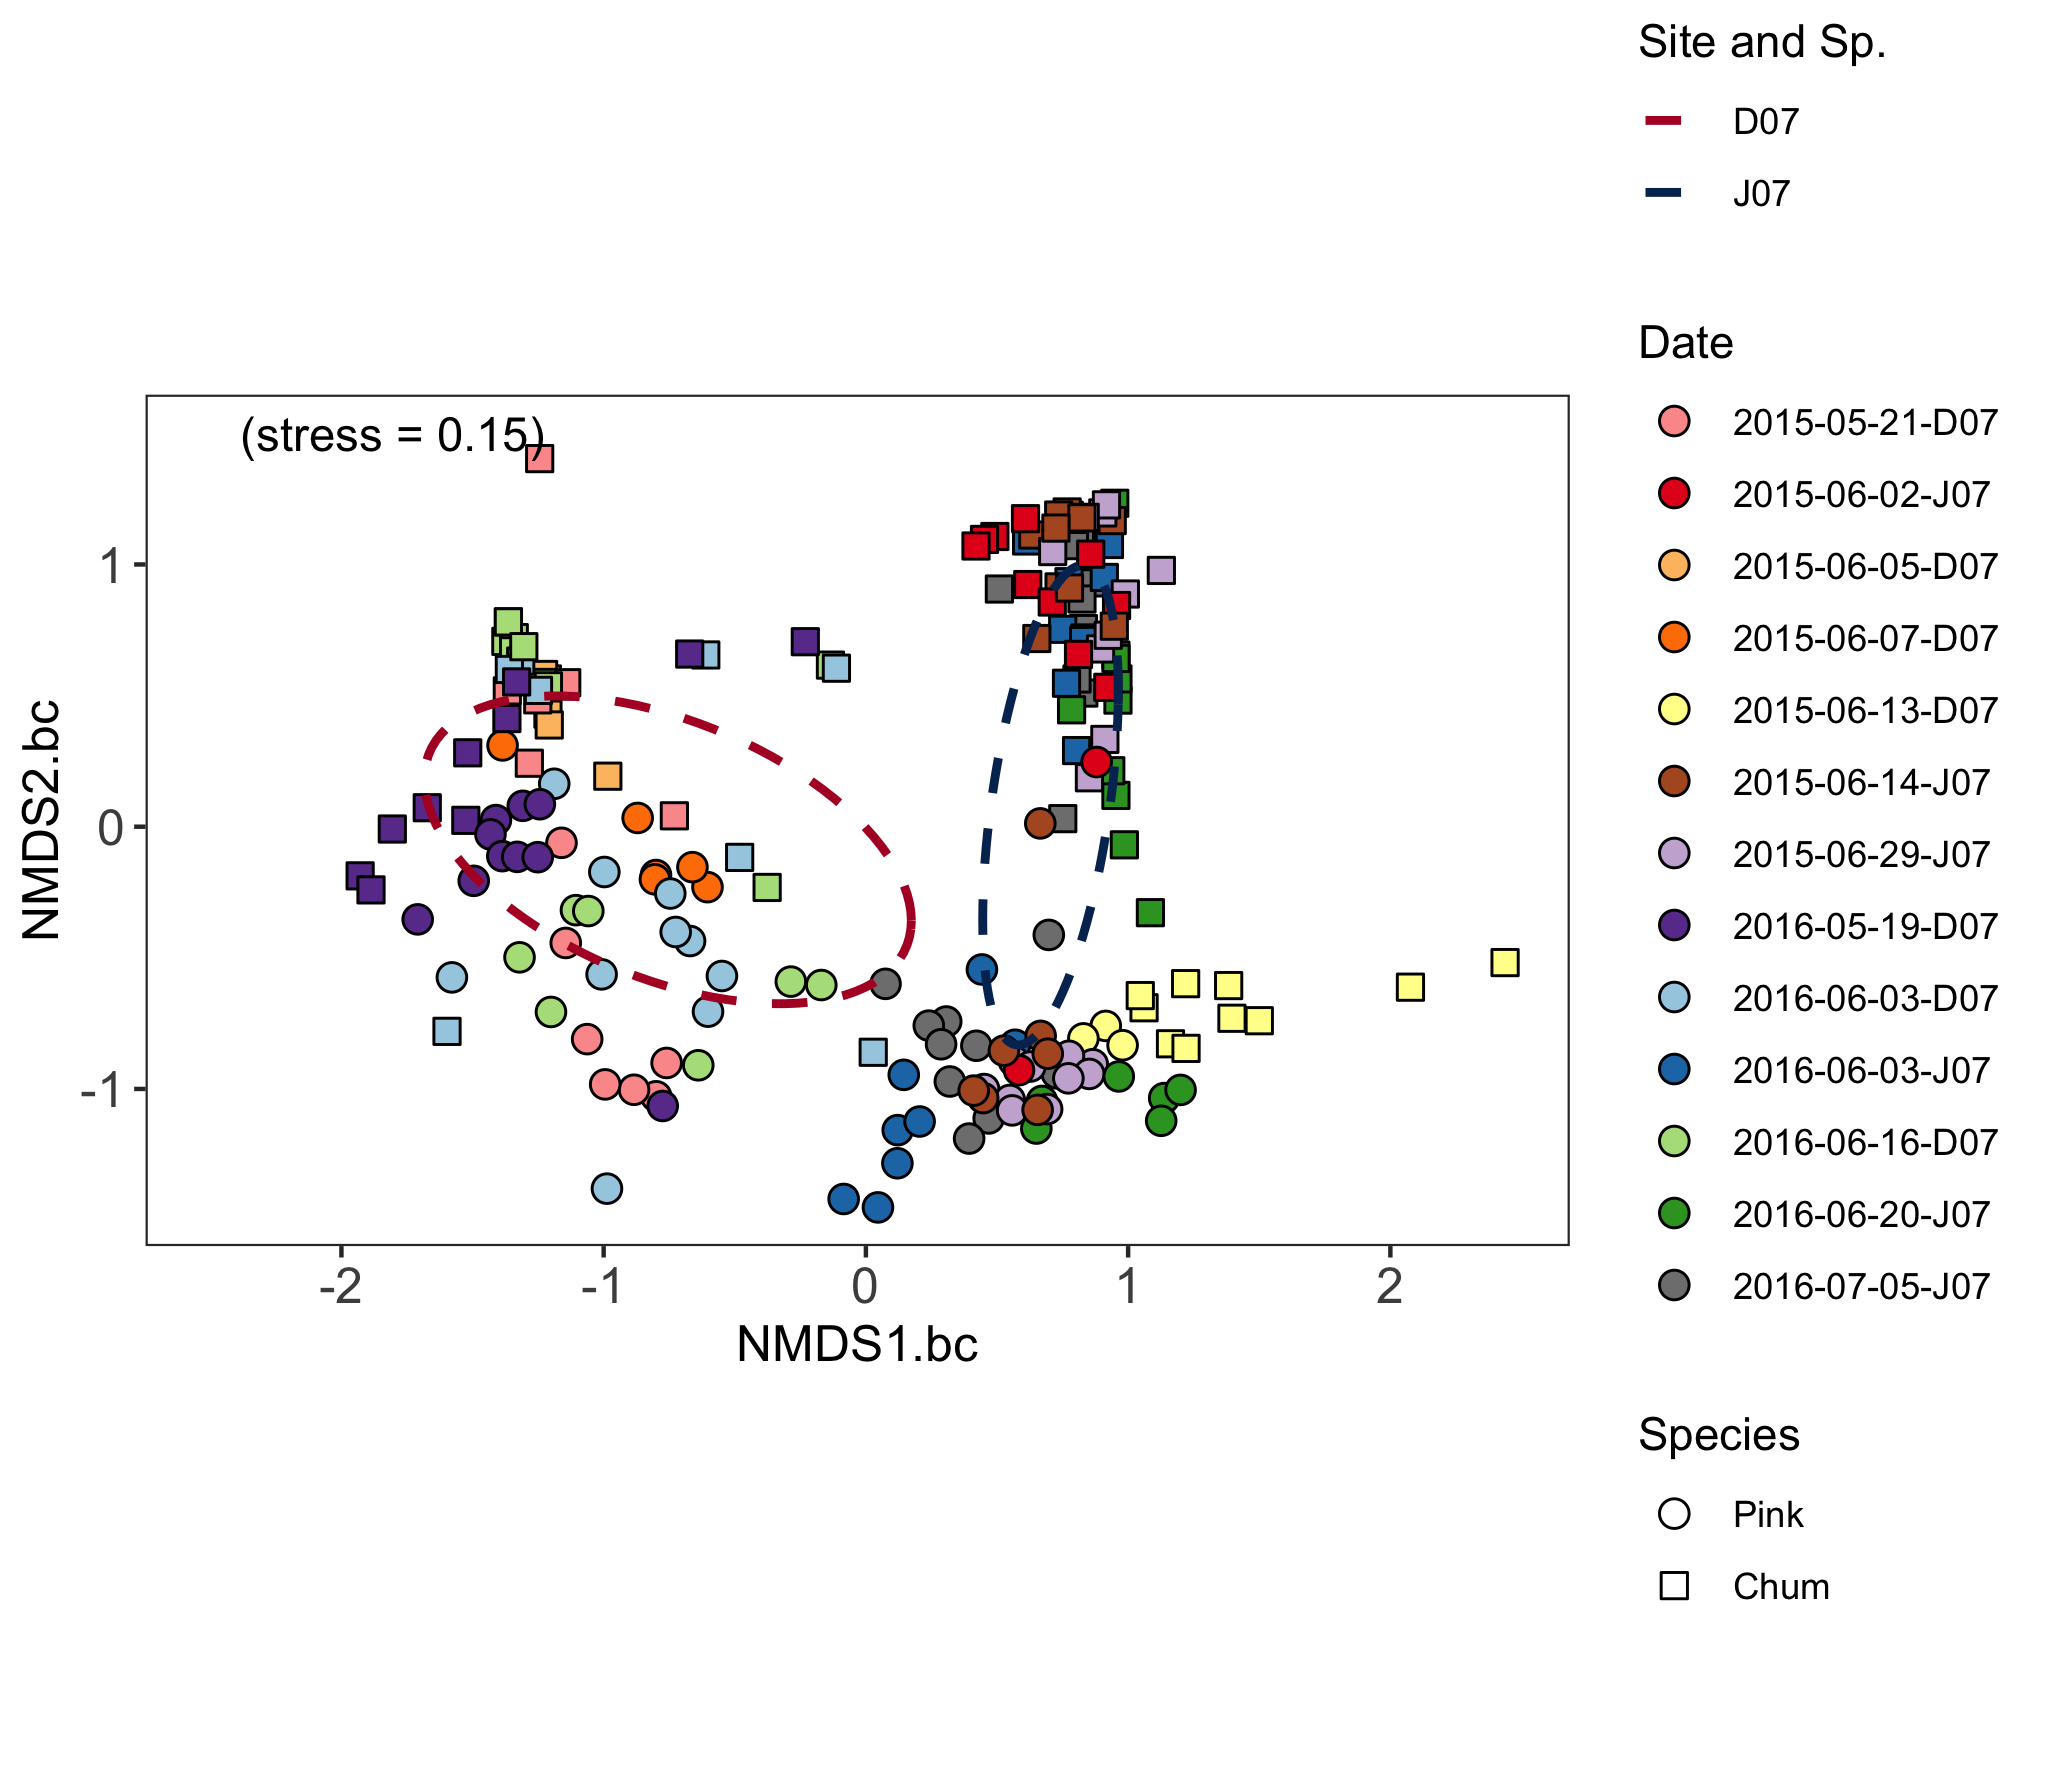 Site and Sp.
D07
J07
Date
2015-05-21-D07
2015-06-02-J07
2015-06-05-D07
2015-06-07-D07
2015-06-13-D07
2015-06-14-J07
2015-06-29-J07
2016-05-19-D07
2016-06-03-D07
2016-06-03-J07
2016-06-16-D07
2016-06-20-J07
2016-07-05-J07
Species
Pink
Chum
(stress = 0.15)
NMDS2.bc
1
0
-1
-2 -1 0 1 2
NMDS1.bc